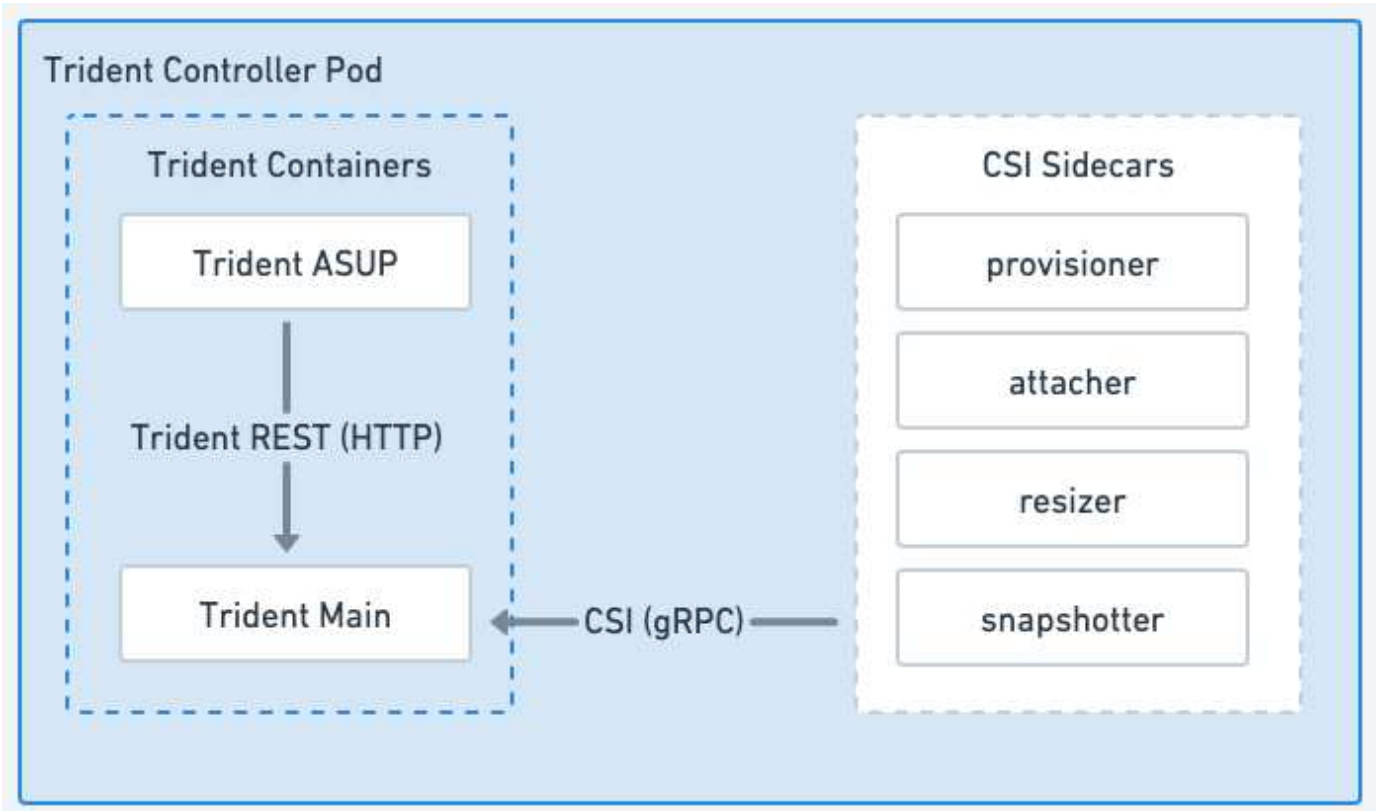 Trident Controller Pod
Trident Containers
Trident ASUP
Trident REST (HTTP)
Trident Main
CSI (gRPC)
CSI Sidecars
provisioner
attacher
resizer
snapshotter